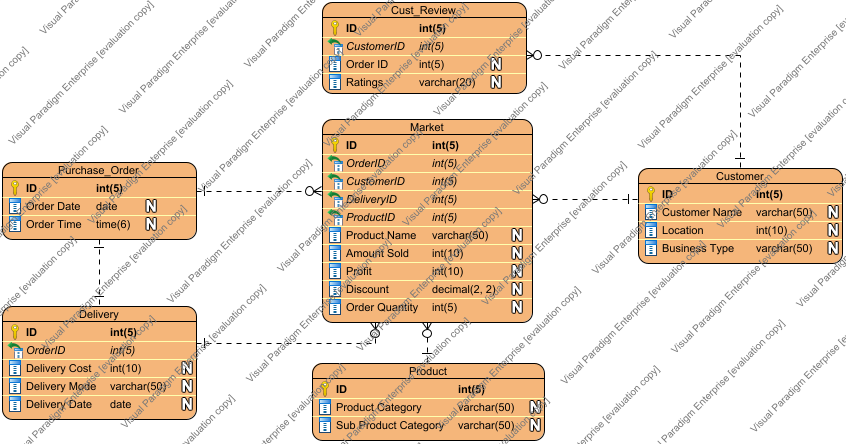 Cust_Review
ID int(5)
CustomerID int(5)
Order ID int(5) N
Ratings varchar(20) N
Market
ID int(5)
OrderID int(5)
CustomerID int(5)
DeliveryID int(5)
ProductID int(5)
Product Name varchar(50) N
Amount Sold int(10) N
Profit int(10) N
Discount decimal(2, 2) N
Order Quantity int(5) N
Purchase_Order
ID int(5)
Order Date date N
Order Time time(6) N
Customer
ID int(5)
Customer Name varchar(50) N
Location int(10) N
Business Type varchar(50) N
Delivery
ID int(5)
OrderID int(5)
Delivery Cost int(10) N
Delivery Mode varchar(50) N
Delivery Date date N
Product
ID int(5)
Product Category varchar(50) N
Sub Product Category varchar(50) N
Visual Paradigm Enterprise [evaluation copy]